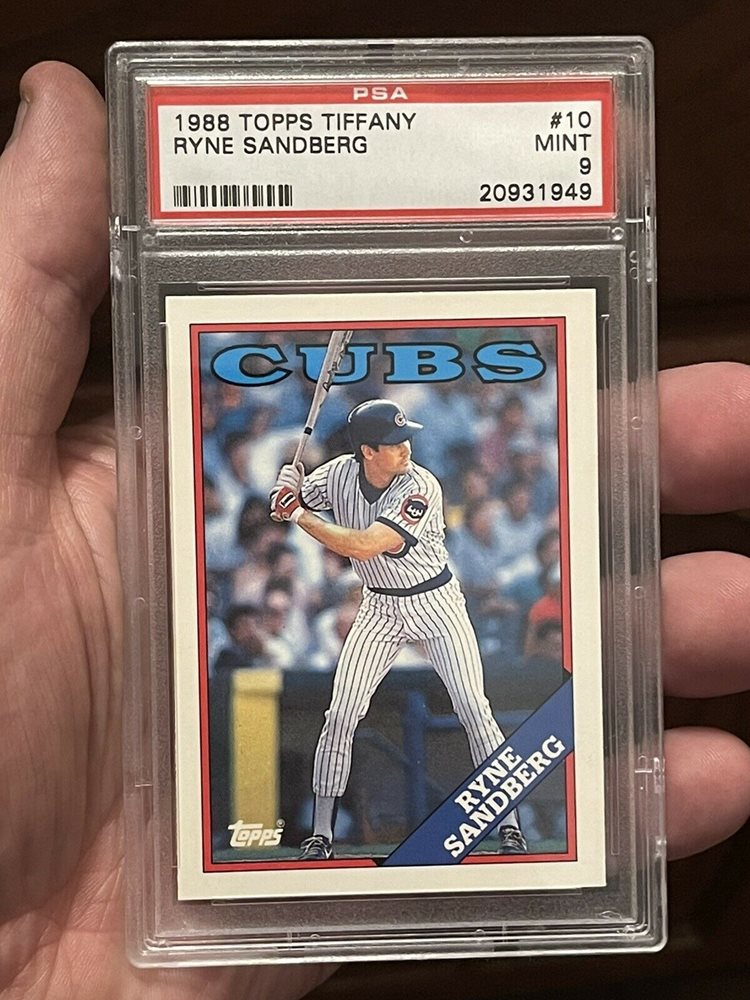 PSA
1988 TOPPS TIFFANY #10
RYNE SANDBERG MINT
9
20931949
CUBS
RYNE
SANDBERG
Topps®